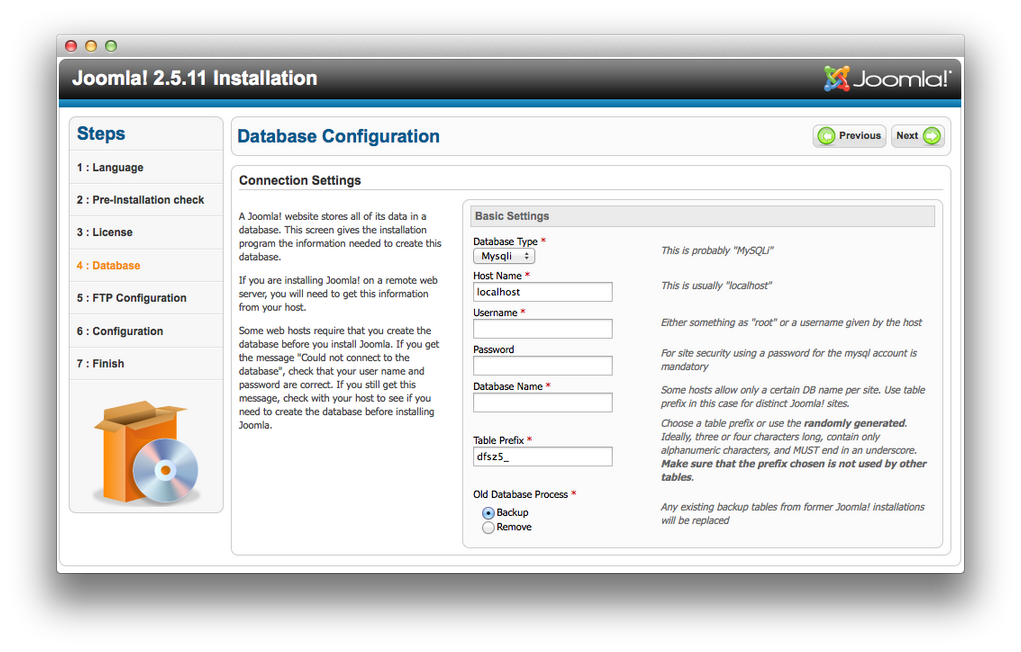 Joomla! 2.5.11 Installation
Joomla!
Steps
1 : Language
2 : Pre-Installation check
3 : License
4 : Database
5 : FTP Configuration
6 : Configuration
7 : Finish
Database Configuration
Previous
Next
Connection Settings
A Joomla! website stores all of its data in a
database. This screen gives the installation
program the information needed to create this
database.
If you are installing Joomla! on a remote web
server, you will need to get this information
from your host.
Some web hosts require that you create the
database before you install Joomla. If you get
the message "Could not connect to the
database", check that your user name and
password are correct. If you still get this
message, check with your host to see if you
need to create the database before installing
Joomla.
Basic Settings
Database Type *
Mysqli
This is probably "MySQLi"
Host Name *
localhost
This is usually "localhost"
Username *
Either something as "root" or a username given by the host
Password
For site security using a password for the mysql account is
mandatory
Database Name *
Some hosts allow only a certain DB name per site. Use table
prefix in this case for distinct Joomla! sites.
Table Prefix *
dfsz5_
Choose a table prefix or use the randomly generated.
Ideally, three or four characters long, contain only
alphanumeric characters, and MUST end in an underscore.
Make sure that the prefix chosen is not used by other
tables.
Old Database Process *
Backup
Remove
Any existing backup tables from former Joomla! installations
will be replaced